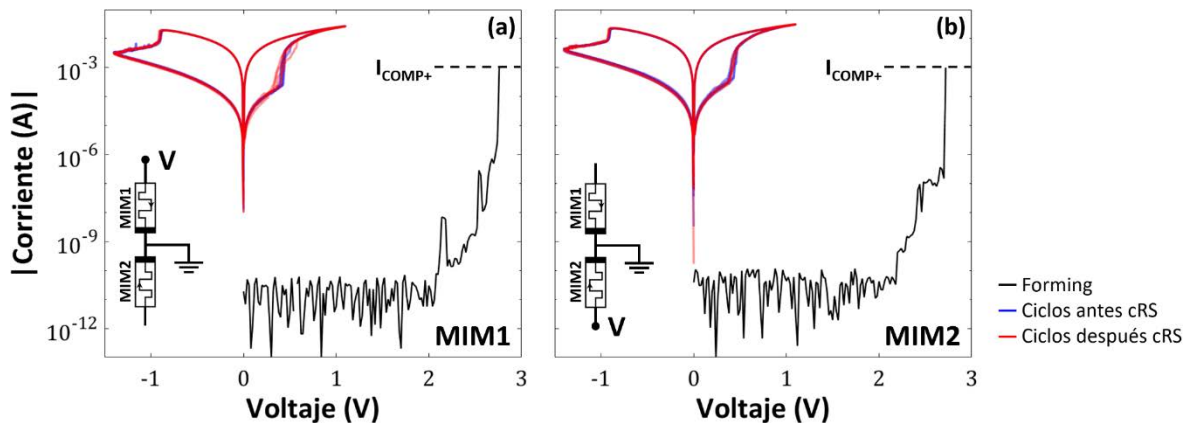 (a)
I_COMP+
10^-3
10^-6
10^-9
10^-12
|Corriente (A)|
V
MIM1
MIM2
MIM1
-1
0
1
2
3
Voltaje (V)
(b)
I_COMP+
MIM1
MIM2
V
MIM2
-1
0
1
2
3
Voltaje (V)
Forming
Ciclos antes cRS
Ciclos después cRS